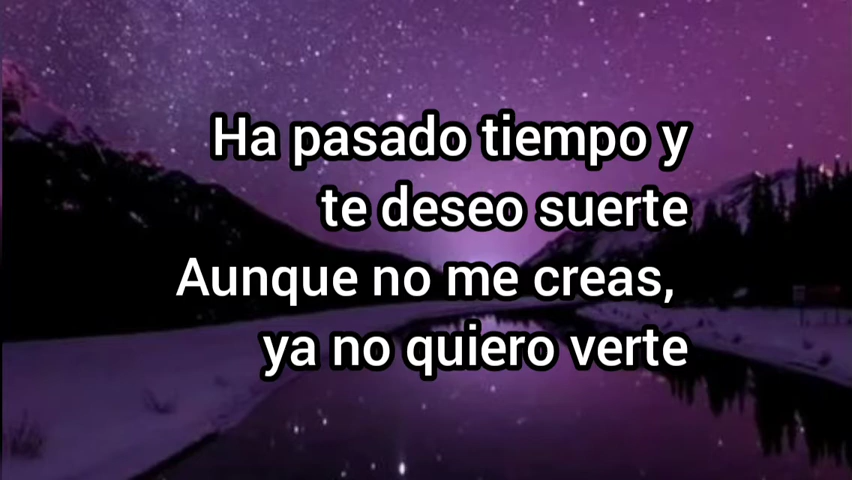 Ha pasado tiempo y
te deseo suerte
Aunque no me creas,
ya no quiero verte